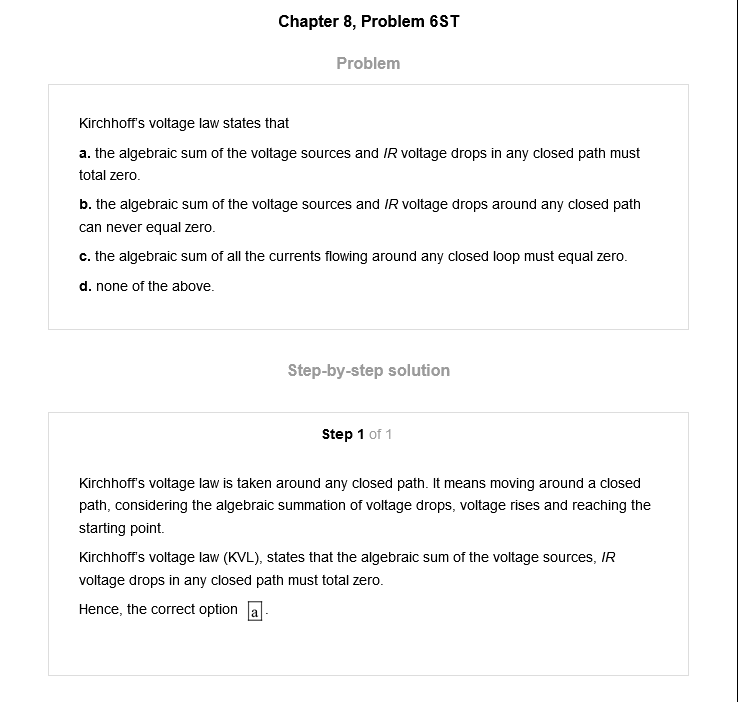 Chapter 8, Problem 6ST
Problem
Kirchhoff's voltage law states that
a. the algebraic sum of the voltage sources and IR voltage drops in any closed path must
total zero.
b. the algebraic sum of the voltage sources and IR voltage drops around any closed path
can never equal zero.
c. the algebraic sum of all the currents flowing around any closed loop must equal zero.
d. none of the above.
Step-by-step solution
Step 1 of 1
Kirchhoff's voltage law is taken around any closed path. It means moving around a closed
path, considering the algebraic summation of voltage drops, voltage rises and reaching the
starting point.
Kirchhoff's voltage law (KVL), states that the algebraic sum of the voltage sources, IR
voltage drops in any closed path must total zero.
Hence, the correct option a.